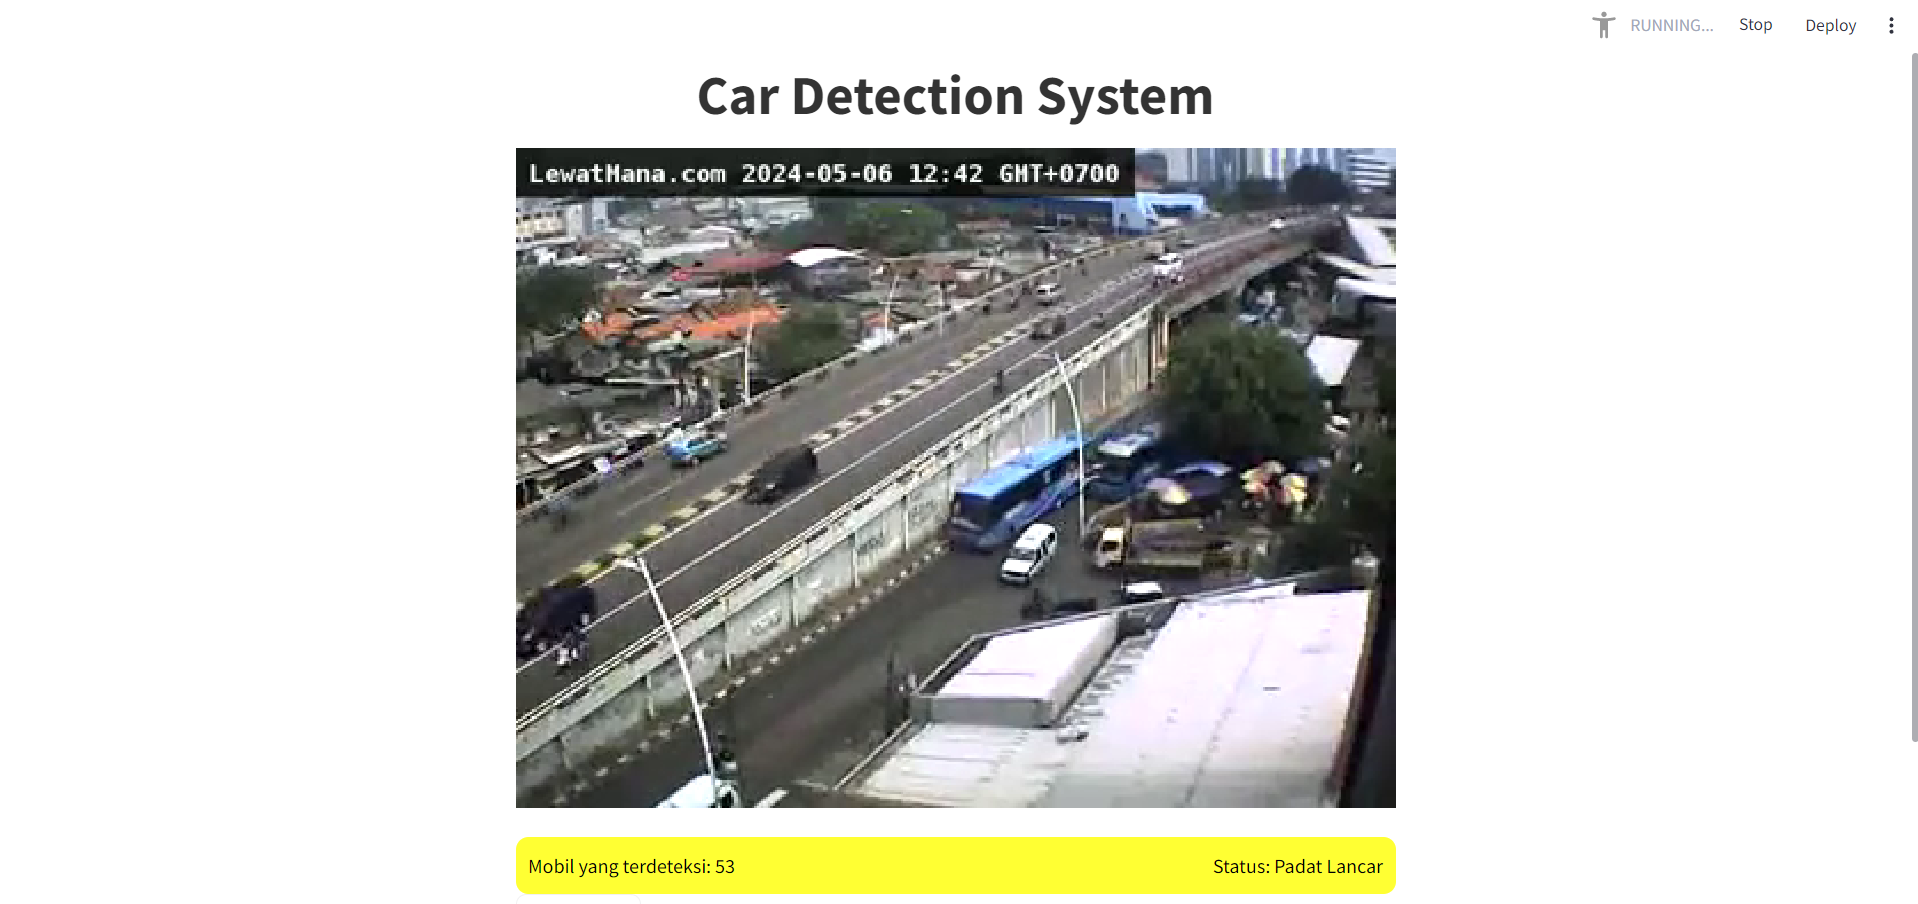 RUNNING...
Stop
Deploy
Car Detection System
LewatMana.com 2024-05-06 12:42 GMT+0700
Mobil yang terdeteksi: 53
Status: Padat Lancar